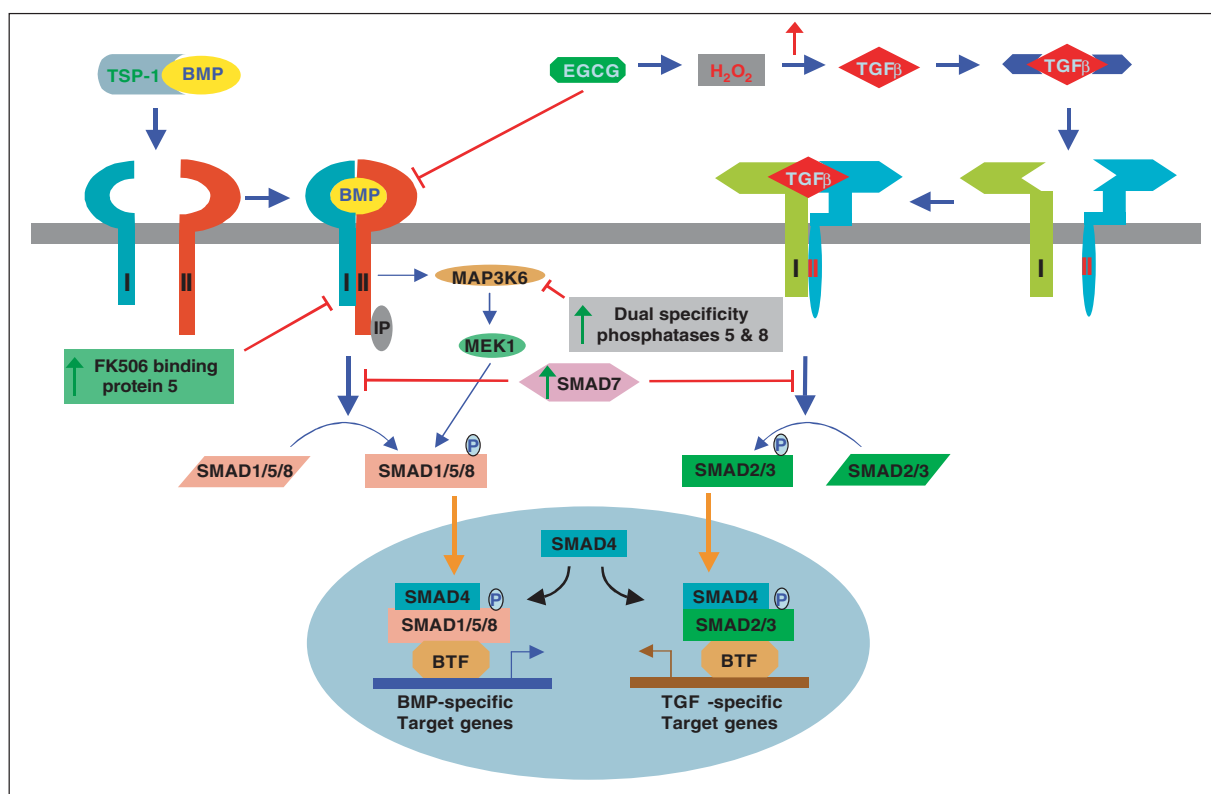 TSP-1 BMP
EGCG
H₂O₂
TGFβ
TGFβ
BMP
TGFβ
I
II
I
II
I
II
I
II
MAP3K6
IP
MEK1
Dual specificity
phosphatases 5 & 8
FK506 binding
protein 5
SMAD7
SMAD1/5/8
P
SMAD1/5/8
P
SMAD2/3
SMAD2/3
SMAD4
SMAD4
P
SMAD1/5/8
BTF
BMP-specific
Target genes
SMAD4
P
SMAD2/3
BTF
TGF -specific
Target genes